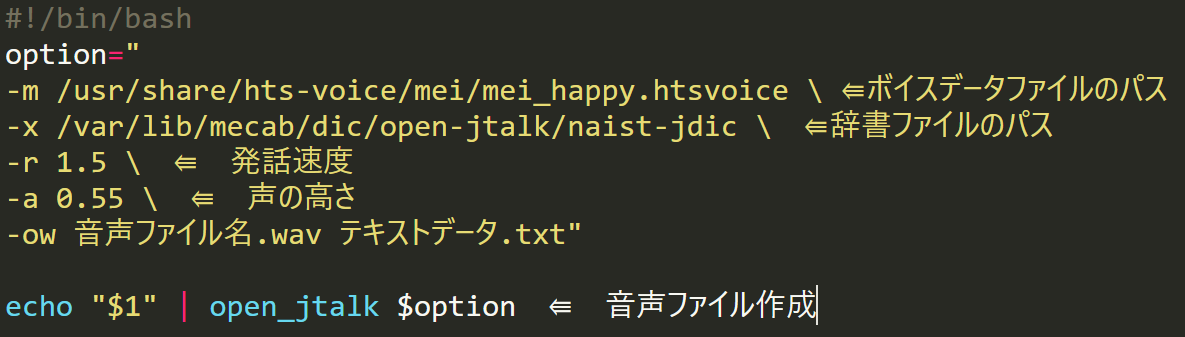 #!/bin/bash
option="
-m /usr/share/hts-voice/mei/mei_happy.htsvoice \ ⇚ボイスデータファイルのパス
-x /var/lib/mecab/dic/open-jtalk/naist-jdic \ ⇚辞書ファイルのパス
-r 1.5 \ ⇚ 発話速度
-a 0.55 \ ⇚ 声の高さ
-ow 音声ファイル名.wav テキストデータ.txt"
echo "$1" | open_jtalk $option ⇚ 音声ファイル作成